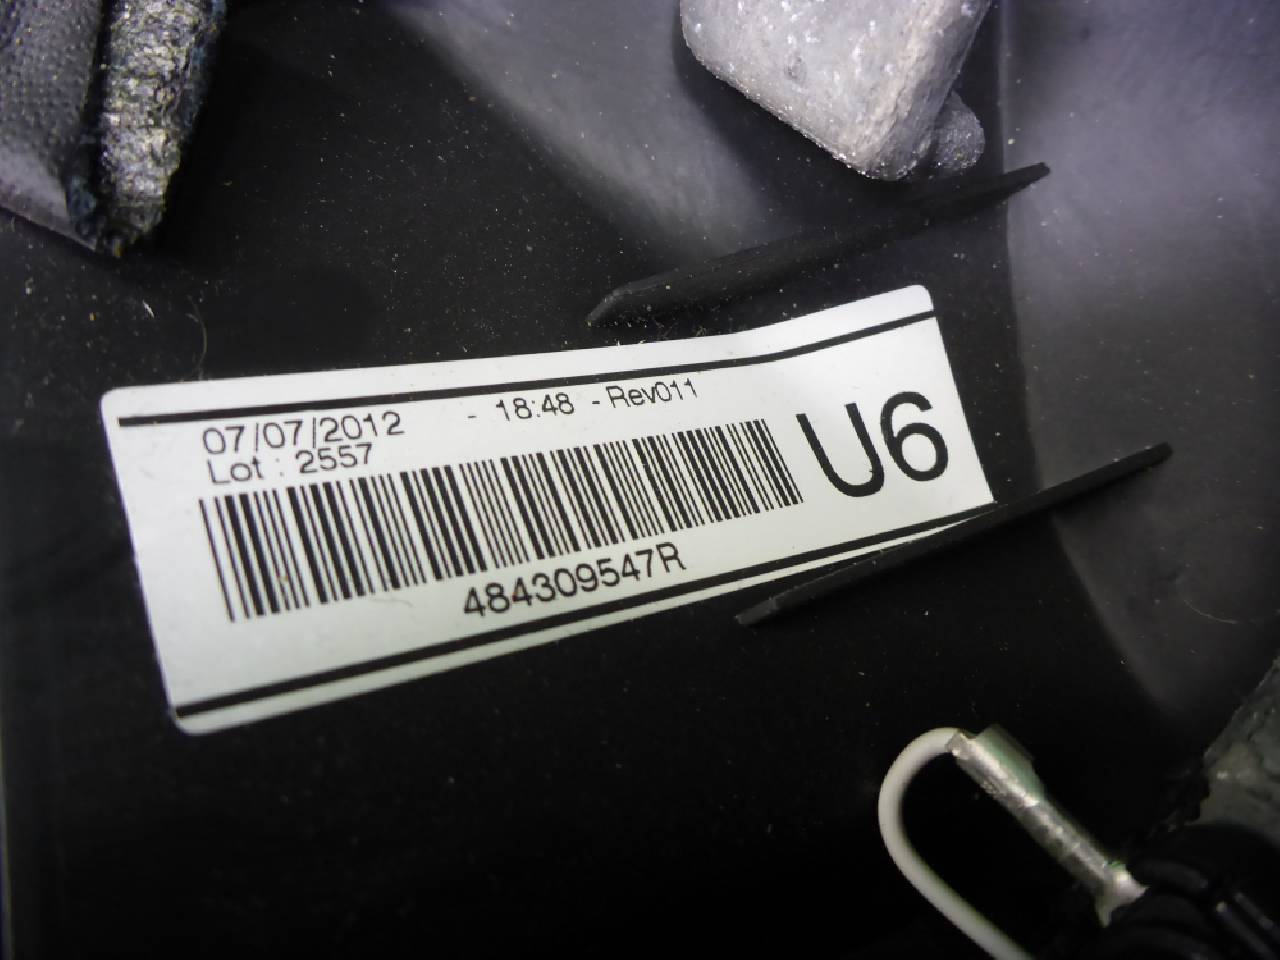 07/07/2012 - 18:48 - Rev011
Lot : 2557
U6
484309547R